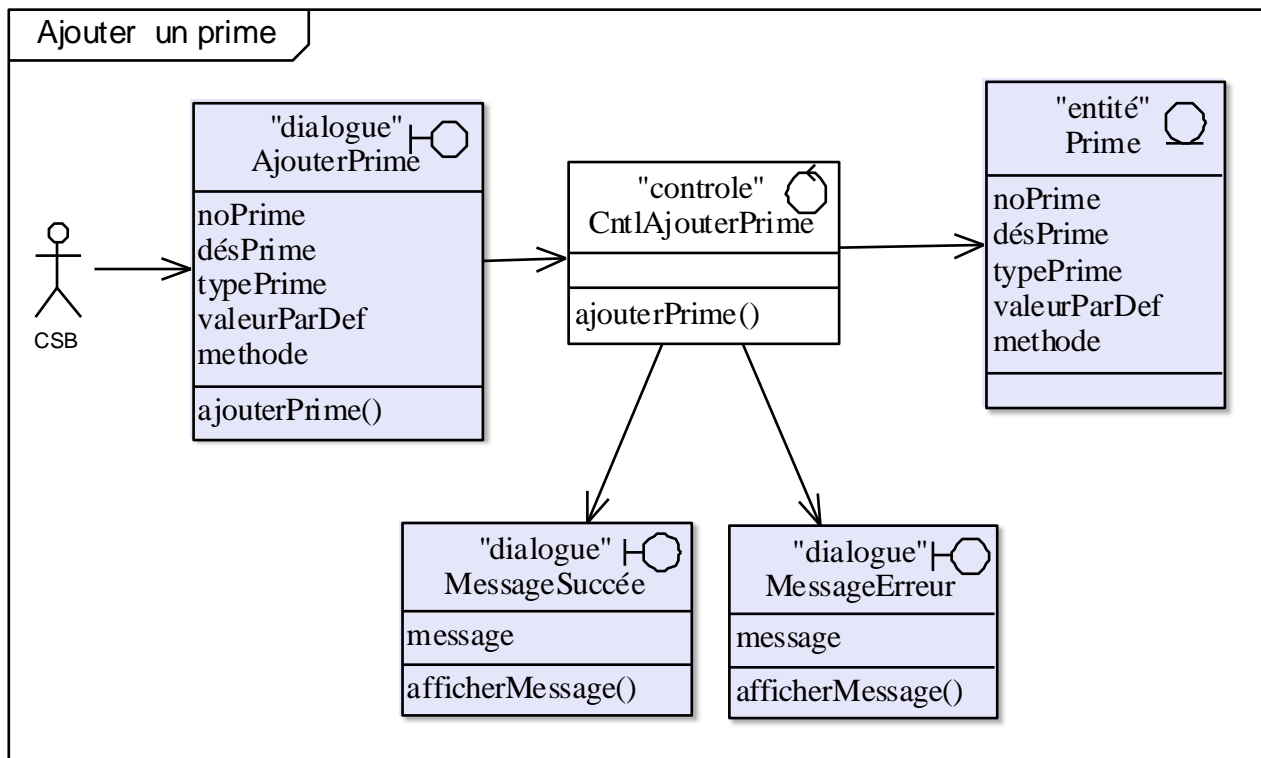 Ajouter un prime
"dialogue"
AjouterPrime
noPrime
désPrime
typePrime
valeurParDef
methode
ajouterPrime()
CSB
"controle"
CntlAjouterPrime
ajouterPrime()
"entité"
Prime
noPrime
désPrime
typePrime
valeurParDef
methode
"dialogue"
MessageSuccée
message
afficherMessage()
"dialogue"
MessageErreur
message
afficherMessage()